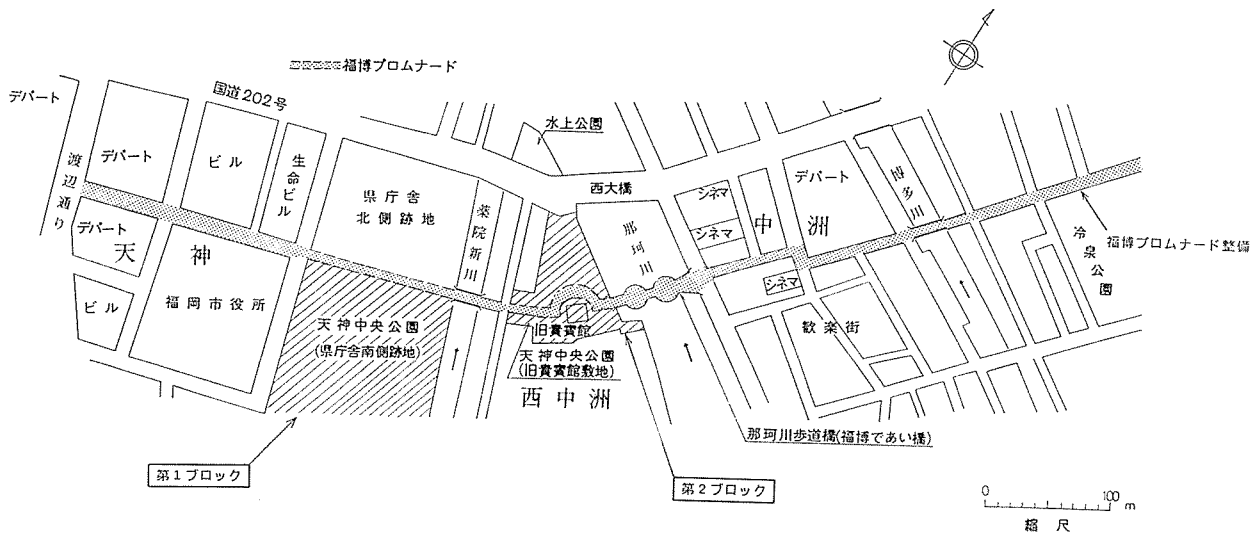 福博プロムナード
国道202号
デパート
デパート
ビル
生命ビル
渡辺通り
デパート
天神
ビル
福岡市役所
県庁舎
北側跡地
薬院新川
水上公園
西大橋
那珂川
シネマ
シネマ
中洲
デパート
博多川
シネマ
歓楽街
冷泉公園
福博プロムナード整備
天神中央公園
(県庁舎南側跡地)
旧貴賓館
天神中央公園
(旧貴賓館敷地)
西中洲
那珂川歩道橋(福博であい橋)
第1ブロック
第2ブロック
0 100 m
縮尺